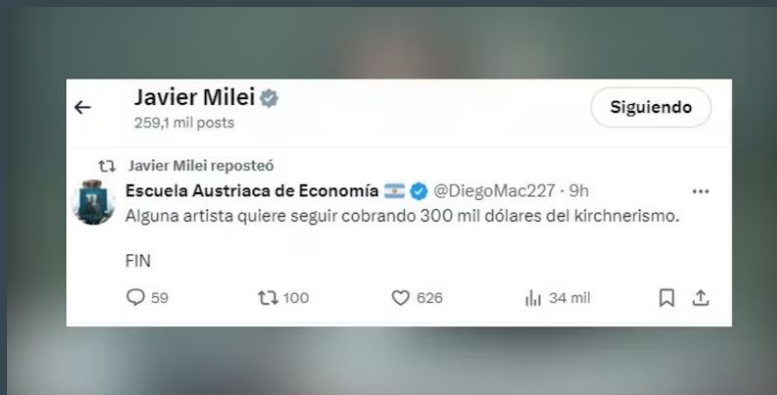 Javier Milei
259,1 mil posts
Siguiendo
Javier Milei reposteó
Escuela Austriaca de Economía 🇦🇷 @DiegoMac227 · 9h
Alguna artista quiere seguir cobrando 300 mil dólares del kirchnerismo.
FIN
59 100 626 34 mil